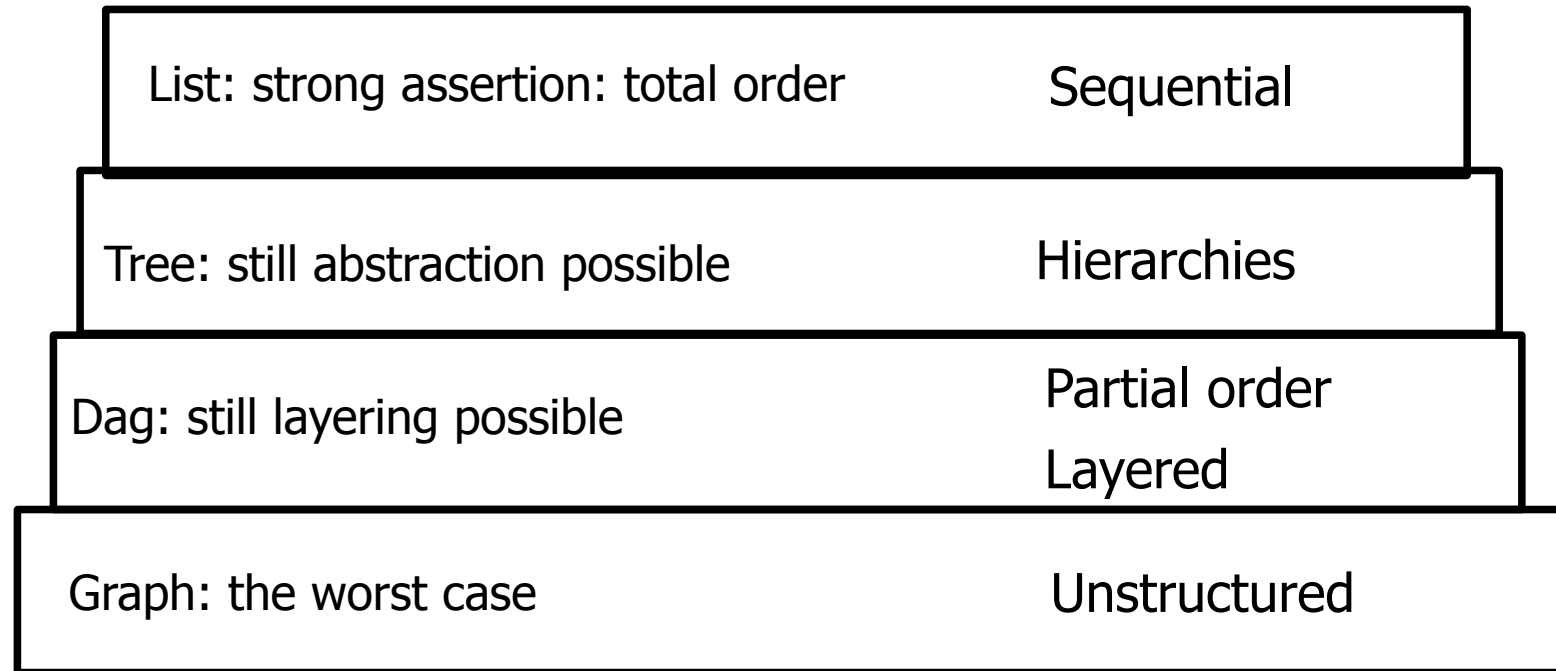 List: strong assertion: total order Sequential
Tree: still abstraction possible Hierarchies
Dag: still layering possible
Partial order
Layered
Graph: the worst case Unstructured